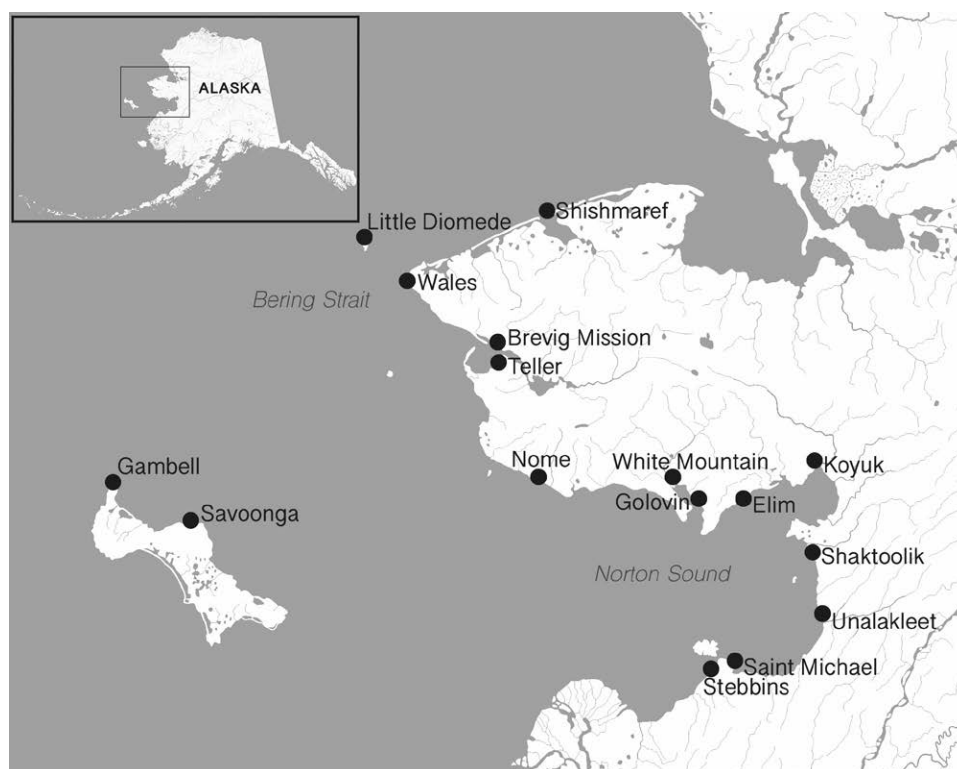 ALASKA
Little Diomede
Shishmaref
Wales
Bering Strait
Brevig Mission
Teller
Gambell
Nome
White Mountain
Koyuk
Savoonga
Golovin
Elim
Shaktoolik
Norton Sound
Unalakleet
Saint Michael
Stebbins